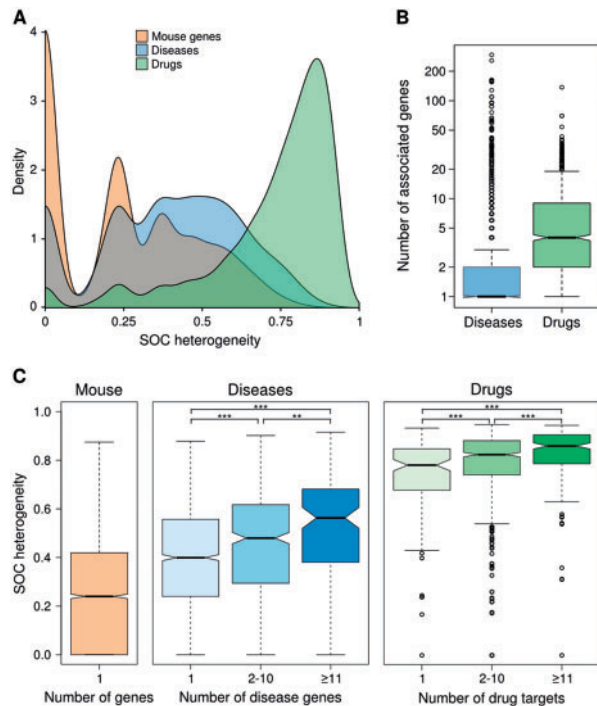 A
Mouse genes
Diseases
Drugs
4
3
2
1
0
Density
0
0.25
0.5
0.75
1
SOC heterogeneity
B
200
100
50
20
10
5
2
1
Number of associated genes
Diseases
Drugs
C
Mouse
Diseases
Drugs
***
***
**
***
***
***
1.0
0.8
0.6
0.4
0.2
0.0
SOC heterogeneity
1
1
2-10
≥11
1
2-10
≥11
Number of genes
Number of disease genes
Number of drug targets